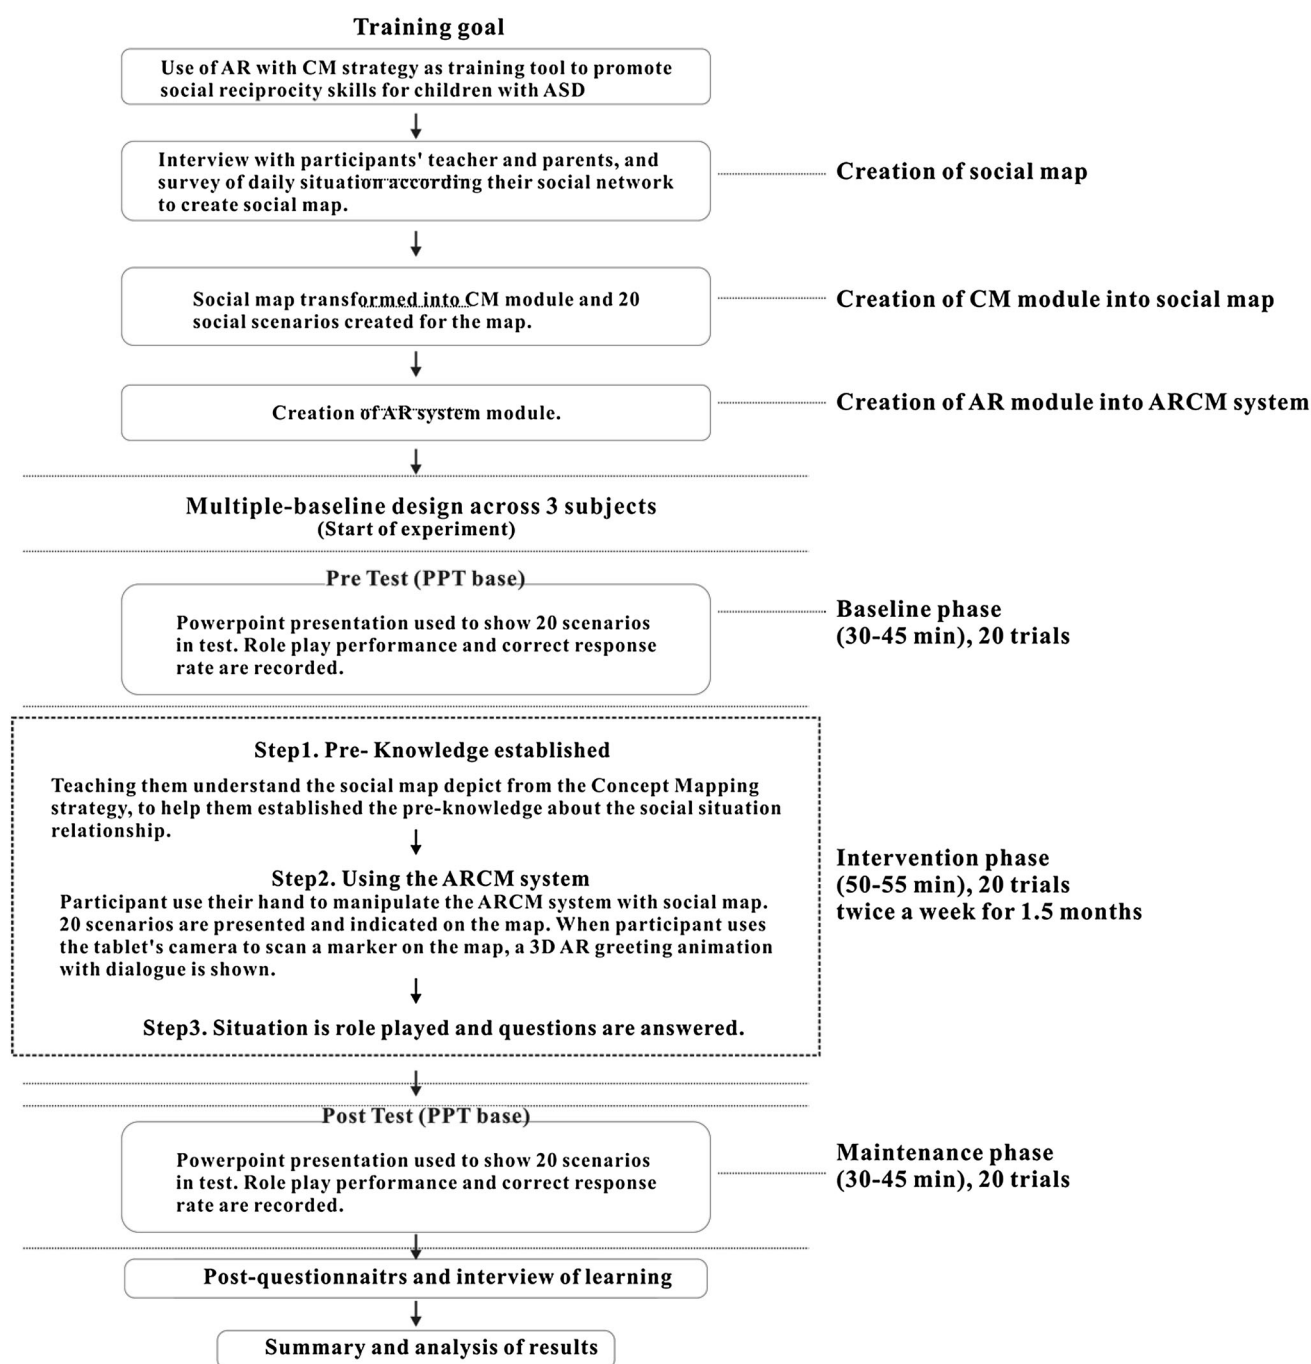 Training goal
Use of AR with CM strategy as training tool to promote
social reciprocity skills for children with ASD
Interview with participants' teacher and parents, and
survey of daily situation according their social network
to create social map.
Creation of social map
Social map transformed into CM module and 20
social scenarios created for the map.
Creation of CM module into social map
Creation of AR system module.
Creation of AR module into ARCM system
Multiple-baseline design across 3 subjects
(Start of experiment)
Pre Test (PPT base)
Powerpoint presentation used to show 20 scenarios
in test. Role play performance and correct response
rate are recorded.
Baseline phase
(30-45 min), 20 trials
Step1. Pre- Knowledge established
Teaching them understand the social map depict from the Concept Mapping
strategy, to help them established the pre-knowledge about the social situation
relationship.
Step2. Using the ARCM system
Participant use their hand to manipulate the ARCM system with social map.
20 scenarios are presented and indicated on the map. When participant uses
the tablet's camera to scan a marker on the map, a 3D AR greeting animation
with dialogue is shown.
Step3. Situation is role played and questions are answered.
Intervention phase
(50-55 min), 20 trials
twice a week for 1.5 months
Post Test (PPT base)
Powerpoint presentation used to show 20 scenarios
in test. Role play performance and correct response
rate are recorded.
Maintenance phase
(30-45 min), 20 trials
Post-questionnaitrs and interview of learning
Summary and analysis of results